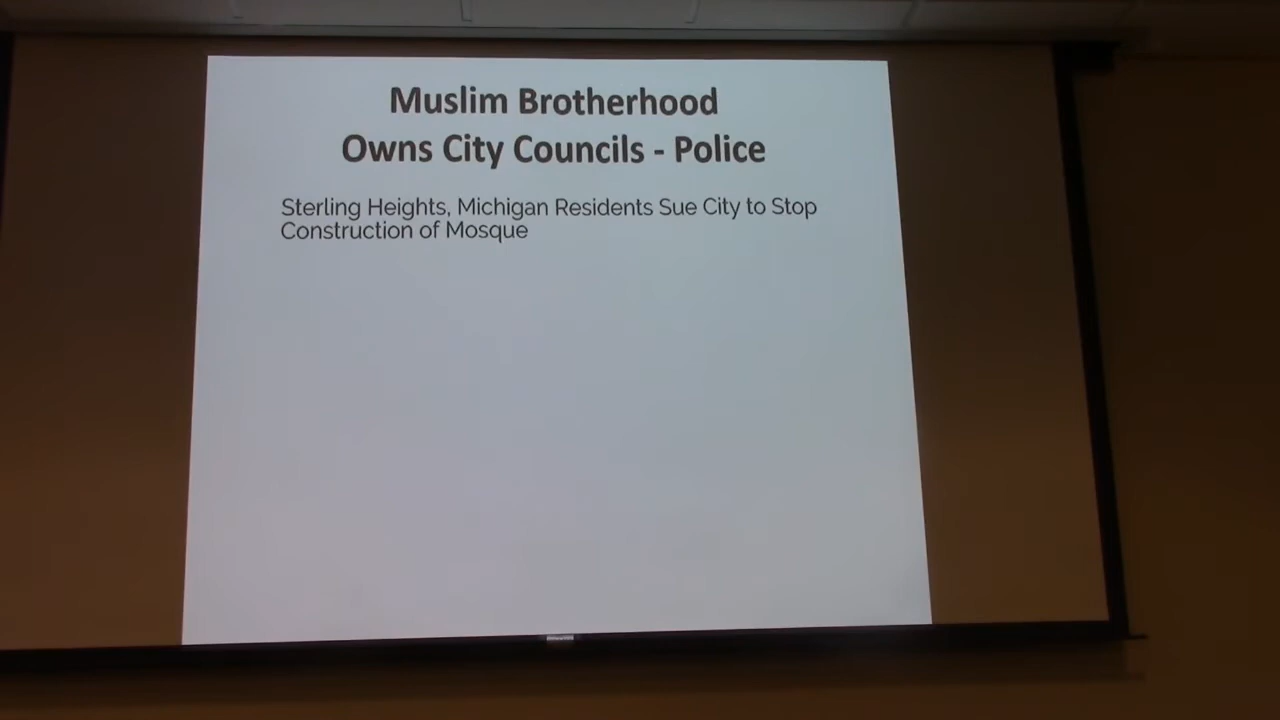 Muslim Brotherhood
Owns City Councils - Police
Sterling Heights, Michigan Residents Sue City to Stop
Construction of Mosque